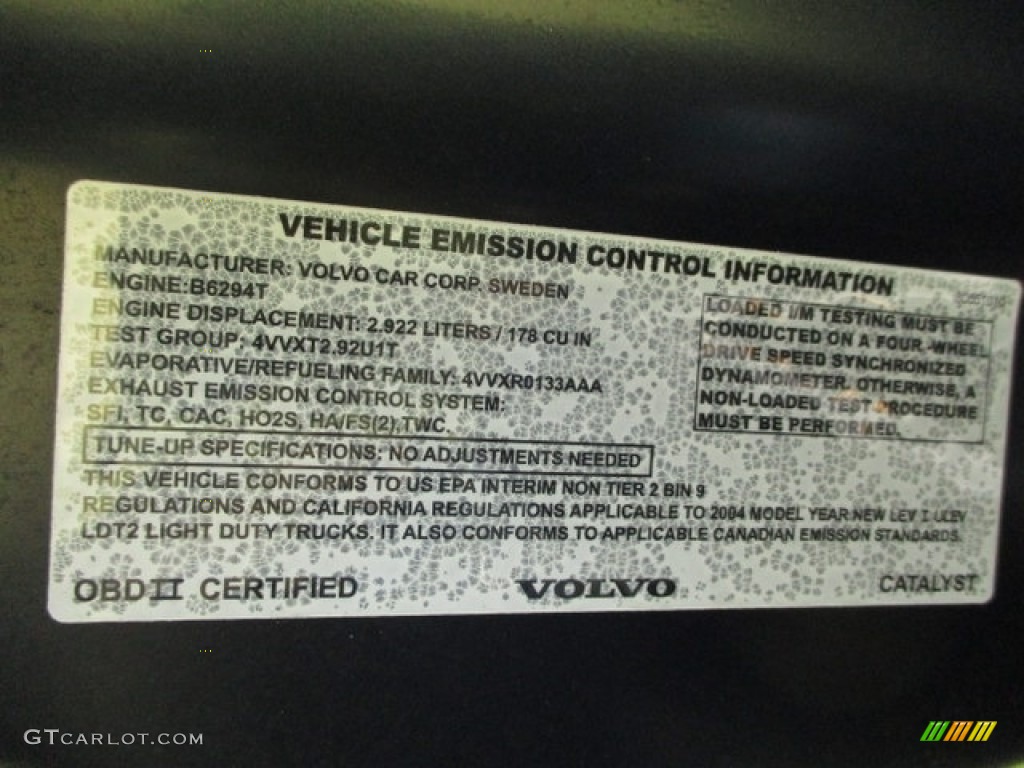 VEHICLE EMISSION CONTROL INFORMATION
MANUFACTURER: VOLVO CAR CORP. SWEDEN
ENGINE:B6294T
ENGINE DISPLACEMENT: 2.922 LITERS / 178 CU IN
TEST GROUP: 4VVXT2.92U1T
EVAPORATIVE/REFUELING FAMILY: 4VVXR0133AAA
EXHAUST EMISSION CONTROL SYSTEM:
SFI, TC, CAC, HO2S, HA/FS(2),TWC.
LOADED I/M TESTING MUST BE
CONDUCTED ON A FOUR-WHEEL
DRIVE SPEED SYNCHRONIZED
DYNAMOMETER. OTHERWISE, A
NON-LOADED TEST PROCEDURE
MUST BE PERFORMED.
TUNE-UP SPECIFICATIONS: NO ADJUSTMENTS NEEDED
THIS VEHICLE CONFORMS TO US EPA INTERIM NON TIER 2 BIN 9
REGULATIONS AND CALIFORNIA REGULATIONS APPLICABLE TO 2004 MODEL YEAR NEW LEV I ULEV
LDT2 LIGHT DUTY TRUCKS. IT ALSO CONFORMS TO APPLICABLE CANADIAN EMISSION STANDARDS.
OBD II CERTIFIED
VOLVO
CATALYST
GTCARLOT.COM